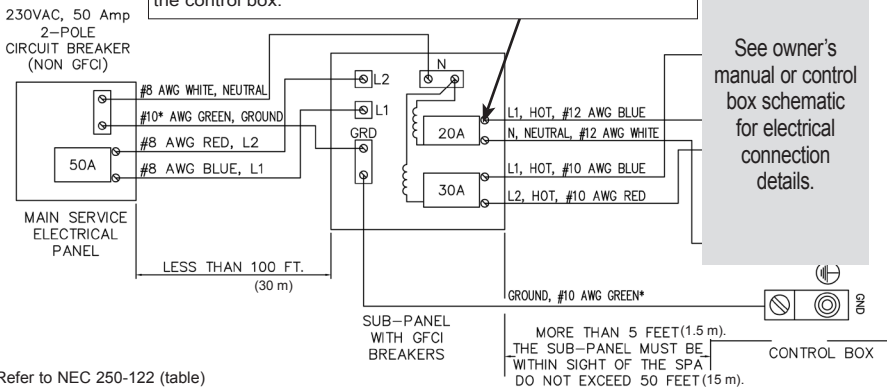 the control box.
230VAC, 50 Amp
2-POLE
CIRCUIT BREAKER
(NON GFCI)
#8 AWG WHITE, NEUTRAL
#10* AWG GREEN, GROUND
#8 AWG RED, L2
#8 AWG BLUE, L1
50A
MAIN SERVICE
ELECTRICAL
PANEL
LESS THAN 100 FT.
(30 m)
L2
L1
GRD
N
20A
30A
L1, HOT, #12 AWG BLUE
N, NEUTRAL, #12 AWG WHITE
L1, HOT, #10 AWG BLUE
L2, HOT, #10 AWG RED
See owner's
manual or control
box schematic
for electrical
connection
details.
GROUND, #10 AWG GREEN*
GND
SUB-PANEL
WITH GFCI
BREAKERS
MORE THAN 5 FEET(1.5 m).
THE SUB-PANEL MUST BE
WITHIN SIGHT OF THE SPA
DO NOT EXCEED 50 FEET(15 m).
CONTROL BOX
Refer to NEC 250-122 (table)